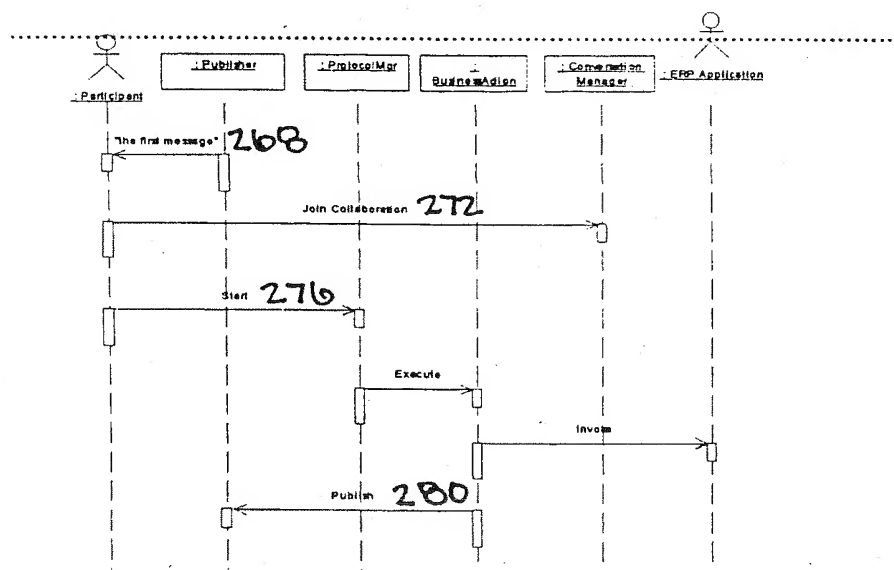 : Publisher
: ProtocolMgr
:
BusinessAction
: Conversation
Manager
: ERP Application
: Participant
"the first message" 268
Join Collaboration 272
Start 276
Execute
Invoke
Publish 280